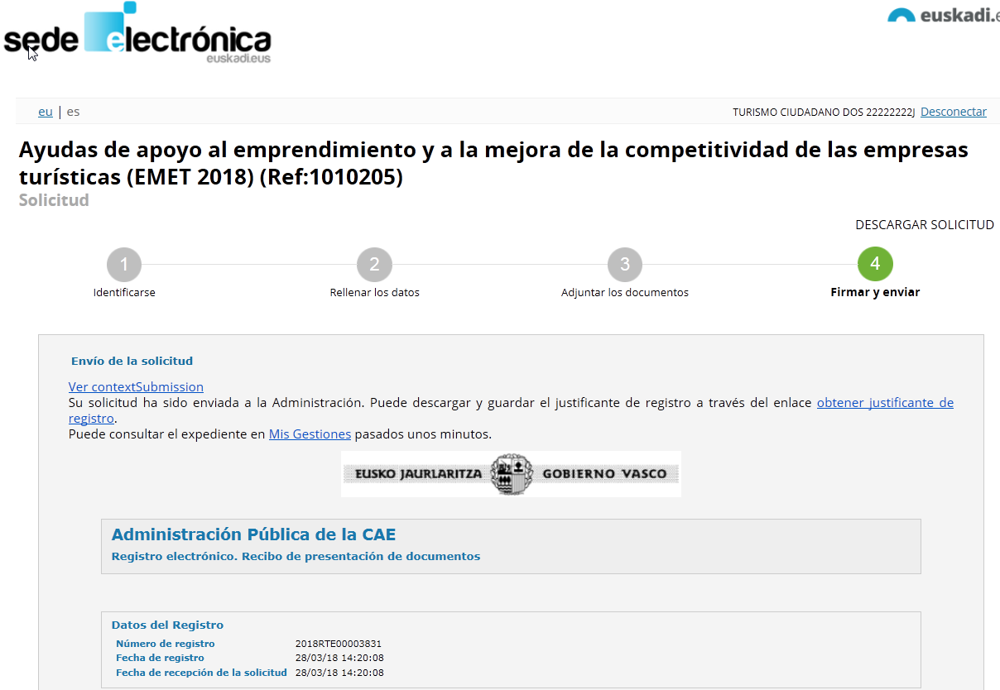 sede electrónica
euskadi.eus
euskadi.e
eu | es
TURISMO CIUDADANO DOS 22222222J Desconectar
Ayudas de apoyo al emprendimiento y a la mejora de la competitividad de las empresas
turísticas (EMET 2018) (Ref:1010205)
Solicitud
DESCARGAR SOLICITUD
1
2
3
4
Identificarse
Rellenar los datos
Adjuntar los documentos
Firmar y enviar
Envío de la solicitud
Ver contextSubmission
Su solicitud ha sido enviada a la Administración. Puede descargar y guardar el justificante de registro a través del enlace obtener justificante de
registro.
Puede consultar el expediente en Mis Gestiones pasados unos minutos.
EUSKO JAURLARITZA GOBIERNO VASCO
Administración Pública de la CAE
Registro electrónico. Recibo de presentación de documentos
Datos del Registro
Número de registro 2018RTE00003831
Fecha de registro 28/03/18 14:20:08
Fecha de recepción de la solicitud 28/03/18 14:20:08